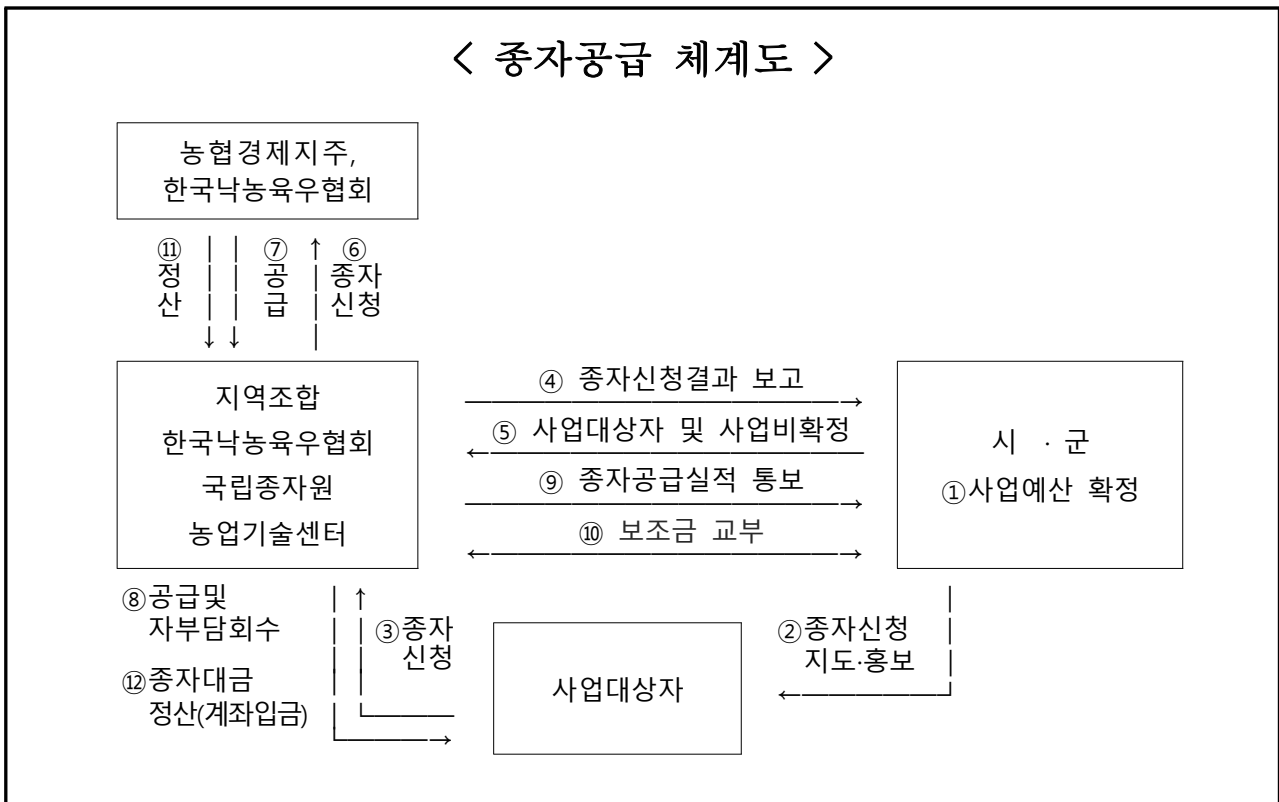 < 종자공급 체계도 >
농협경제지주,
한국낙농육우협회
⑪ 정산
⑦ 공급
⑥ 종자신청
지역조합
한국낙농육우협회
국립종자원
농업기술센터
④ 종자신청결과 보고
⑤ 사업대상자 및 사업비확정
⑨ 종자공급실적 통보
⑩ 보조금 교부
시 · 군
①사업예산 확정
⑧공급및
자부담회수
③종자
신청
②종자신청
지도·홍보
⑫종자대금
정산(계좌입금)
사업대상자